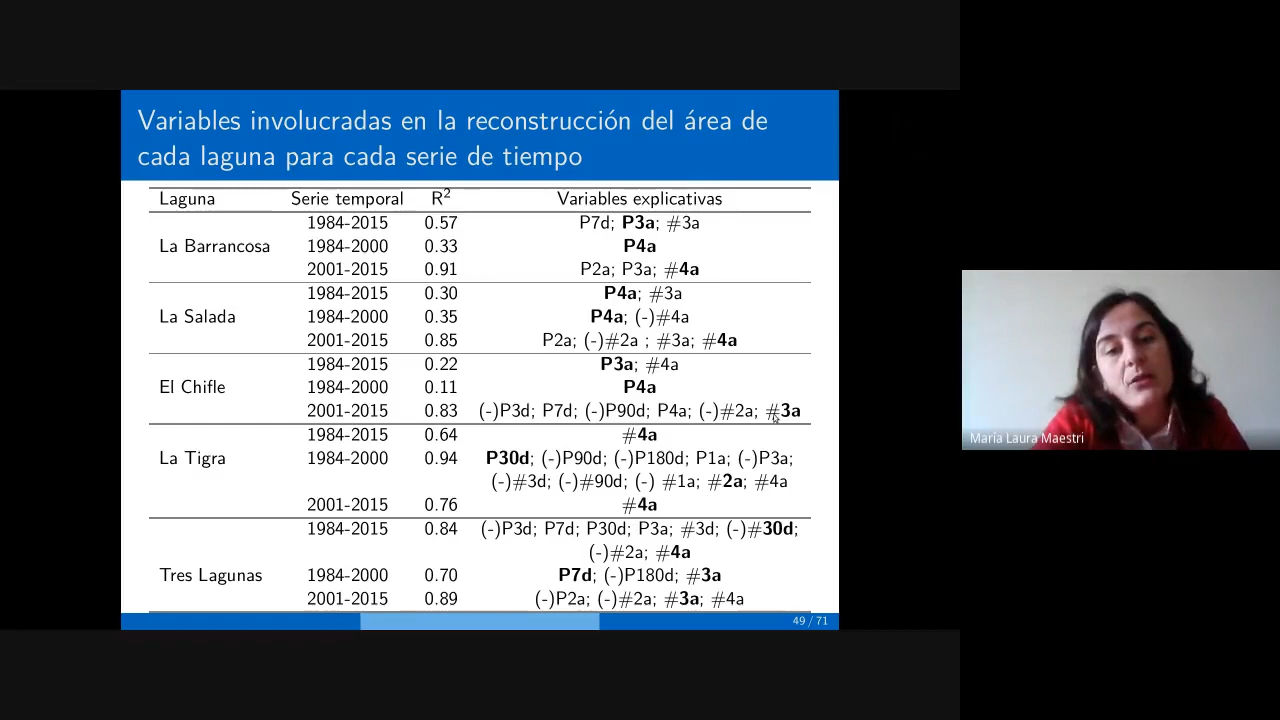 Variables involucradas en la reconstrucción del área de
cada laguna para cada serie de tiempo
Laguna Serie temporal R² Variables explicativas
1984-2015 0.57 P7d; P3a; #3a
La Barrancosa 1984-2000 0.33 P4a
2001-2015 0.91 P2a; P3a; #4a
1984-2015 0.30 P4a; #3a
La Salada 1984-2000 0.35 P4a; (-)#4a
2001-2015 0.85 P2a; (-)#2a ; #3a; #4a
1984-2015 0.22 P3a; #4a
El Chifle 1984-2000 0.11 P4a
2001-2015 0.83 (-)P3d; P7d; (-)P90d; P4a; (-)#2a; #3a
1984-2015 0.64 #4a
La Tigra 1984-2000 0.94 P30d; (-)P90d; (-)P180d; P1a; (-)P3a;
(-)#3d; (-)#90d; (-) #1a; #2a; #4a
2001-2015 0.76 #4a
1984-2015 0.84 (-)P3d; P7d; P30d; P3a; #3d; (-)#30d;
(-)#2a; #4a
Tres Lagunas 1984-2000 0.70 P7d; (-)P180d; #3a
2001-2015 0.89 (-)P2a; (-)#2a; #3a; #4a
49 / 71
María Laura Maestri